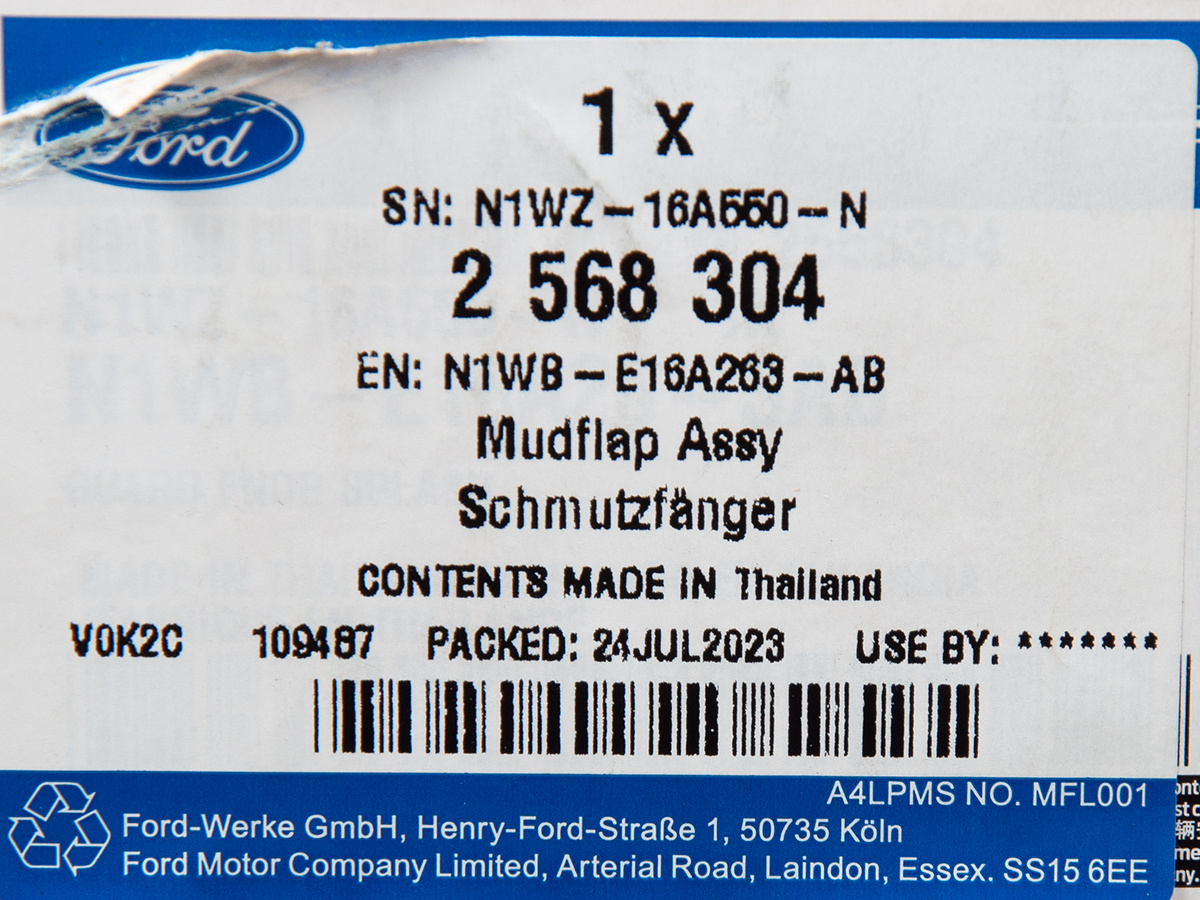 Ford
1 x
SN: N1WZ – 16A550 – N
2 568 304
EN: N1WB – E16A263 – AB
Mudflap Assy
Schmutzfänger
CONTENTS MADE IN Thailand
V0K2C 109487 PACKED: 24JUL2023 USE BY: *******
A4LPMS NO. MFL001
Ford-Werke GmbH, Henry-Ford-Straße 1, 50735 Köln
Ford Motor Company Limited, Arterial Road, Laindon, Essex. SS15 6EE